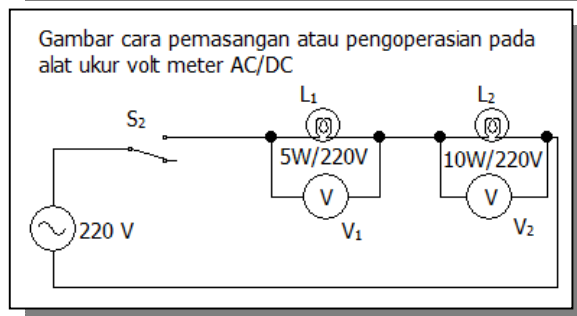 Gambar cara pemasangan atau pengoperasian pada
alat ukur volt meter AC/DC
L₁ L₂
S₂
5W/220V 10W/220V
V V
V₁ V₂
220 V